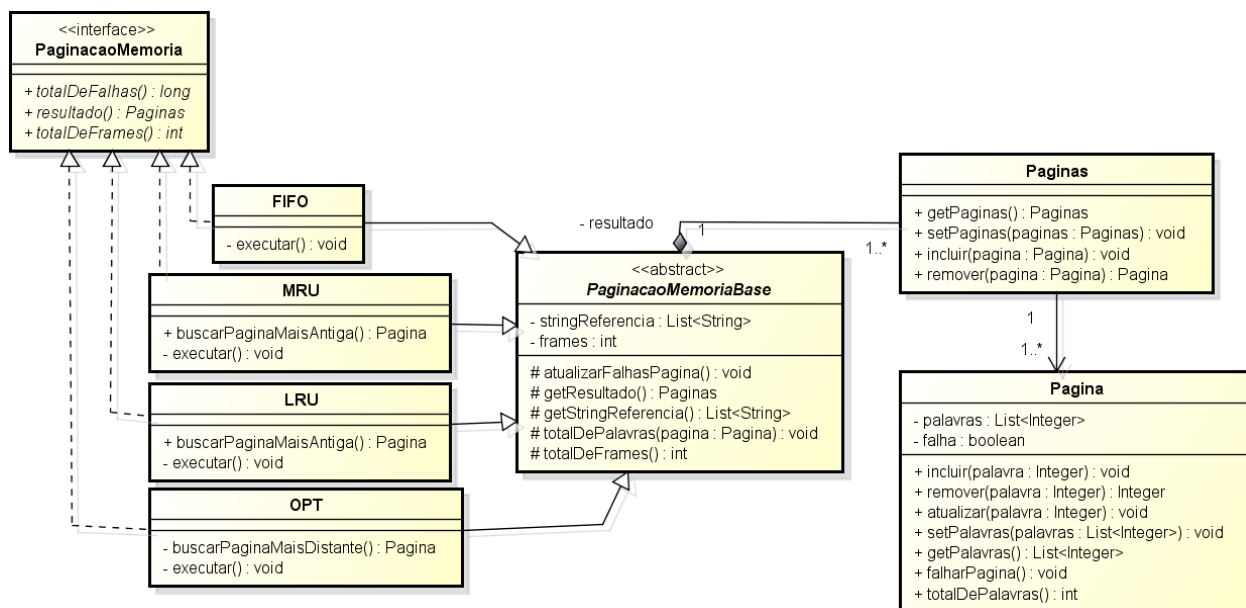 <<interface>>
PaginacaoMemoria
+ totalDeFalhas() : long
+ resultado() : Paginas
+ totalDeFrames() : int
FIFO
- executar() : void
MRU
+ buscarPaginaMaisAntiga() : Pagina
- executar() : void
LRU
+ buscarPaginaMaisAntiga() : Pagina
- executar() : void
OPT
- buscarPaginaMaisDistante() : Pagina
- executar() : void
- resultado
1
1..*
<<abstract>>
PaginacaoMemoriaBase
- stringReferencia : List<String>
- frames : int
# atualizarFalhasPagina() : void
# getResultado() : Paginas
# getStringReferencia() : List<String>
# totalDePalavras(pagina : Pagina) : void
# totalDeFrames() : int
Paginas
+ getPaginas() : Paginas
+ setPaginas(paginas : Paginas) : void
+ incluir(pagina : Pagina) : void
+ remover(pagina : Pagina) : Pagina
1
1..*
Pagina
- palavras : List<Integer>
- falha : boolean
+ incluir(palavra : Integer) : void
+ remover(palavra : Integer) : Integer
+ atualizar(palavra : Integer) : void
+ setPalavras(palavras : List<Integer>) : void
+ getPalavras() : List<Integer>
+ falharPagina() : void
+ totalDePalavras() : int